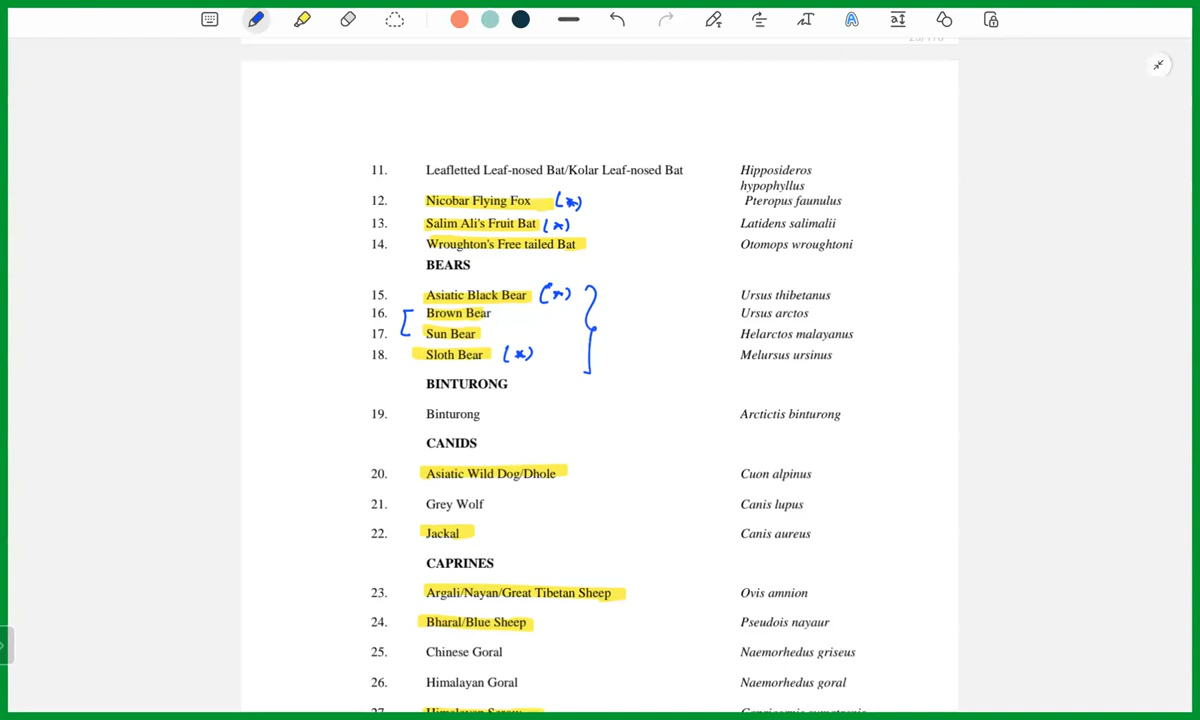 11. Leafletted Leaf-nosed Bat/Kolar Leaf-nosed Bat Hipposideros
hypophyllus
12. Nicobar Flying Fox (*) Pteropus faunulus
13. Salim Ali's Fruit Bat (*) Latidens salimalii
14. Wroughton's Free tailed Bat Otomops wroughtoni
BEARS
15. Asiatic Black Bear (*) Ursus thibetanus
16. Brown Bear Ursus arctos
17. Sun Bear Helarctos malayanus
18. Sloth Bear (*) Melursus ursinus
BINTURONG
19. Binturong Arctictis binturong
CANIDS
20. Asiatic Wild Dog/Dhole Cuon alpinus
21. Grey Wolf Canis lupus
22. Jackal Canis aureus
CAPRINES
23. Argali/Nayan/Great Tibetan Sheep Ovis amnion
24. Bharal/Blue Sheep Pseudois nayaur
25. Chinese Goral Naemorhedus griseus
26. Himalayan Goral Naemorhedus goral
27. Himalayan